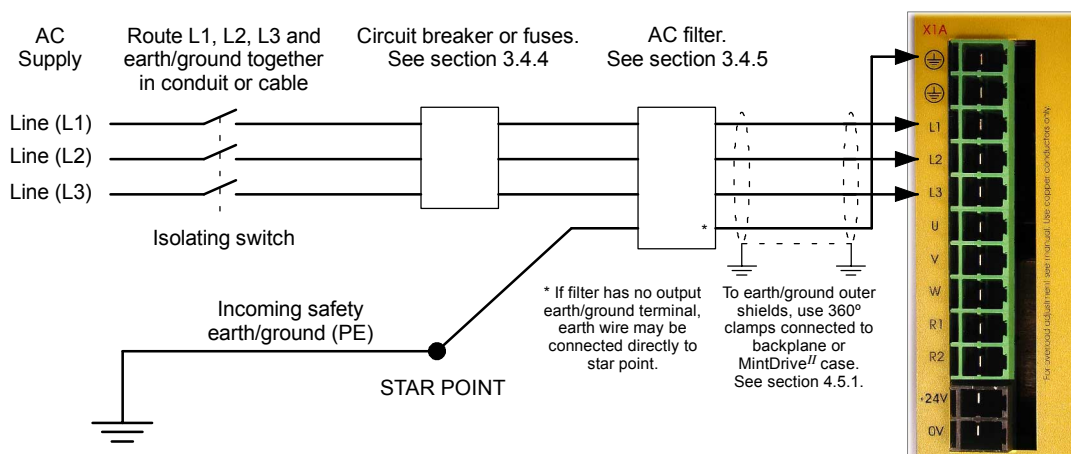 AC
Supply
Route L1, L2, L3 and
earth/ground together
in conduit or cable
Circuit breaker or fuses.
See section 3.4.4
AC filter.
See section 3.4.5
Line (L1)
Line (L2)
Line (L3)
Isolating switch
Incoming safety
earth/ground (PE)
STAR POINT
*
* If filter has no output
earth/ground terminal,
earth wire may be
connected directly to
star point.
To earth/ground outer
shields, use 360º
clamps connected to
backplane or
MintDriveII case.
See section 4.5.1.
X1A
L1
L2
L3
U
V
W
R1
R2
+24V
0V
For overload adjustment see manual. Use copper conductors only.